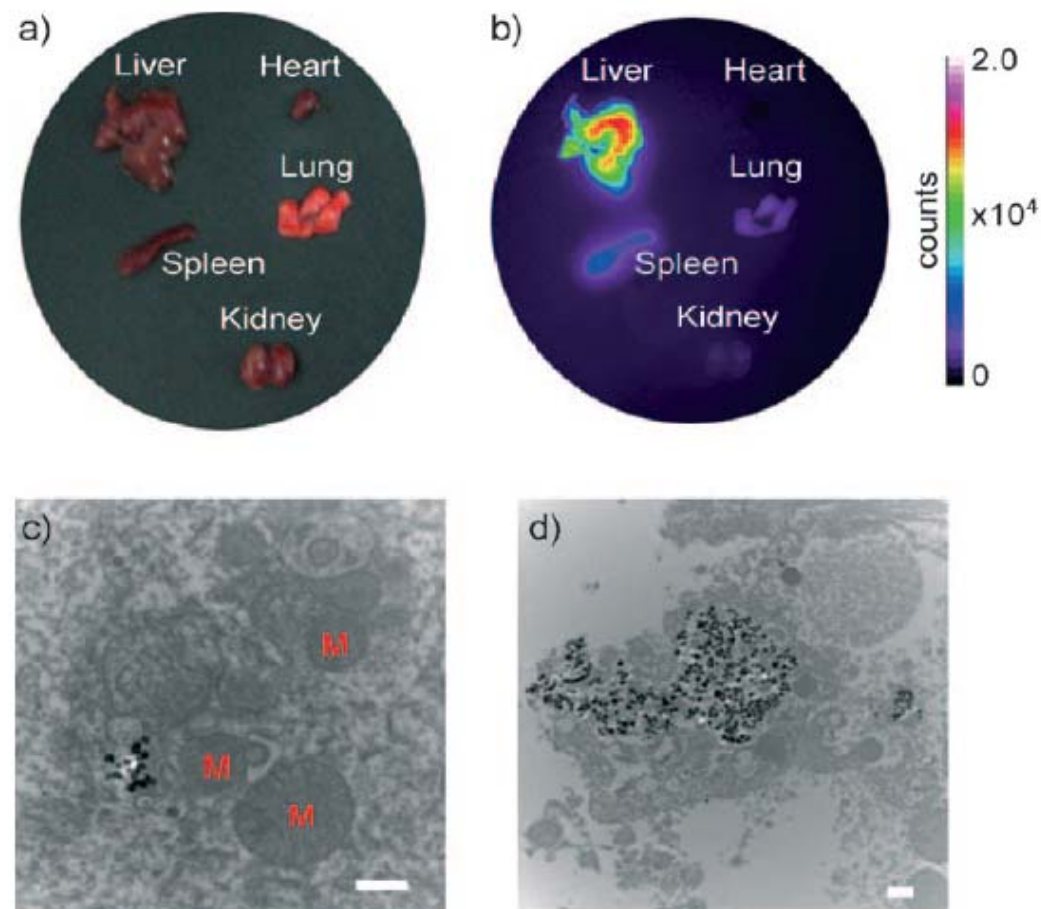 a)
Liver
Heart
Lung
Spleen
Kidney
b)
Liver
Heart
Lung
Spleen
Kidney
2.0
x10⁴
counts
0
c)
M
M
M
d)